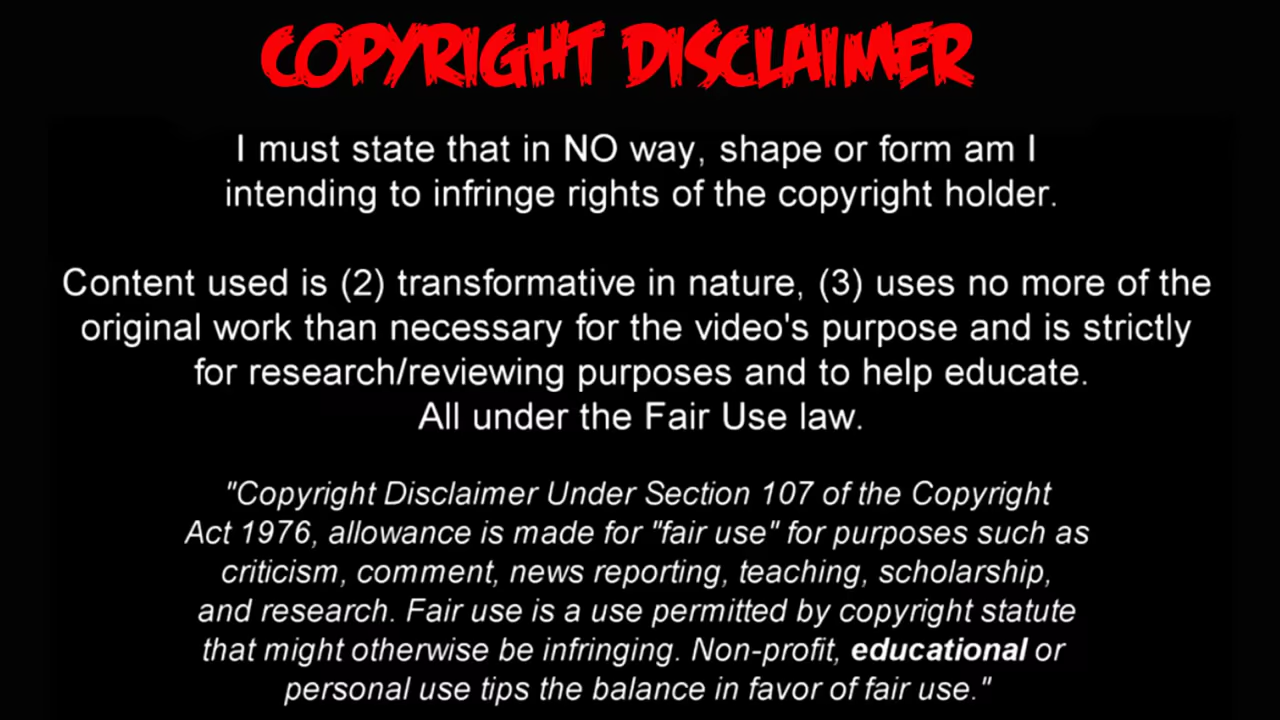 COPYRIGHT DISCLAIMER
I must state that in NO way, shape or form am I
intending to infringe rights of the copyright holder.
Content used is (2) transformative in nature, (3) uses no more of the
original work than necessary for the video's purpose and is strictly
for research/reviewing purposes and to help educate.
All under the Fair Use law.
"Copyright Disclaimer Under Section 107 of the Copyright
Act 1976, allowance is made for "fair use" for purposes such as
criticism, comment, news reporting, teaching, scholarship,
and research. Fair use is a use permitted by copyright statute
that might otherwise be infringing. Non-profit, educational or
personal use tips the balance in favor of fair use."